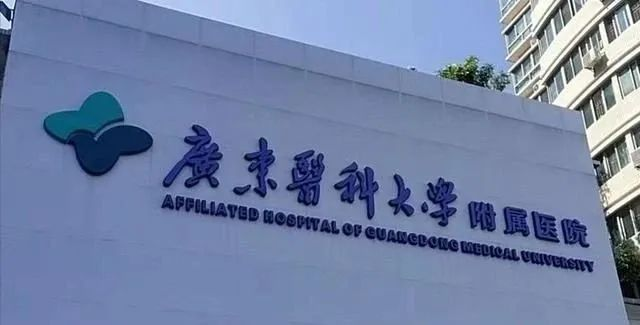 廣東醫科大學附属医院
AFFILIATED HOSPITAL OF GUANGDONG MEDICAL UNIVERSITY